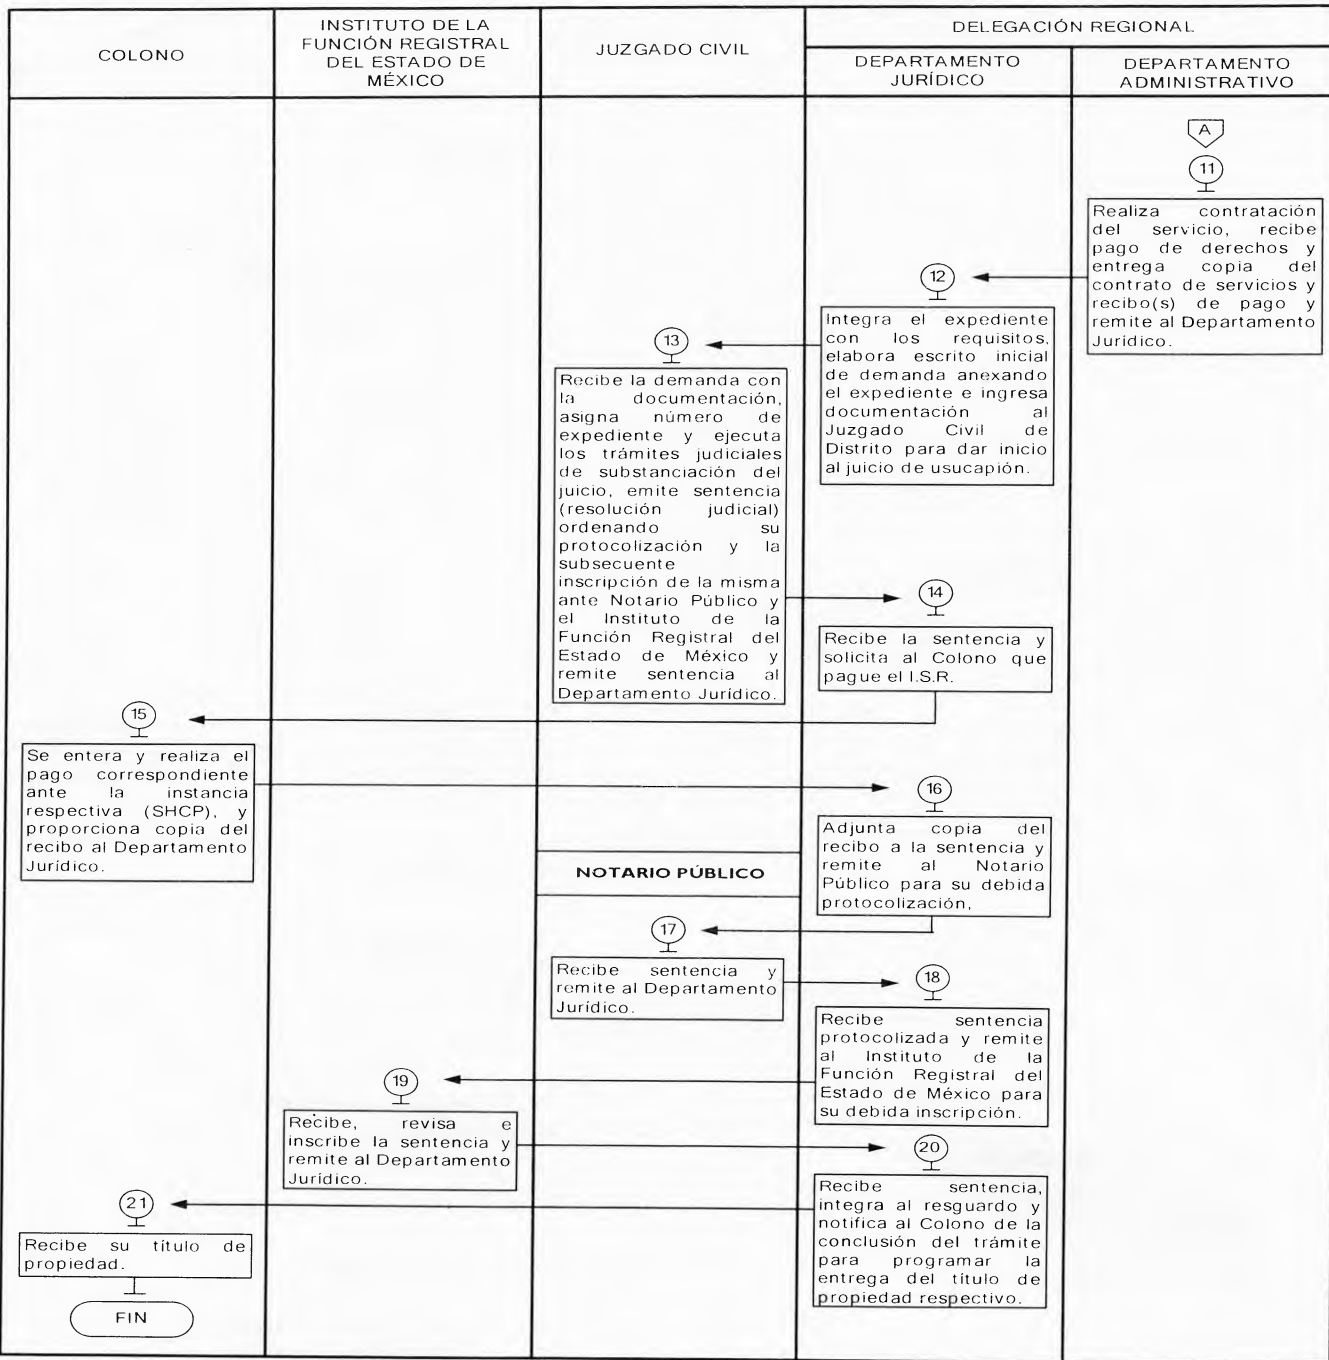 COLONO
INSTITUTO DE LA
FUNCIÓN REGISTRAL
DEL ESTADO DE
MÉXICO
JUZGADO CIVIL
DELEGACIÓN REGIONAL
DEPARTAMENTO
JURÍDICO
DEPARTAMENTO
ADMINISTRATIVO
A
11
Realiza contratación
del servicio, recibe
pago de derechos y
entrega copia del
contrato de servicios y
recibo(s) de pago y
remite al Departamento
Jurídico.
12
Integra el expediente
con los requisitos,
elabora escrito inicial
de demanda anexando
el expediente e ingresa
documentación al
Juzgado Civil de
Distrito para dar inicio
al juicio de usucapión.
13
Recibe la demanda con
la documentación,
asigna número de
expediente y ejecuta
los trámites judiciales
de substanciación del
juicio, emite sentencia
(resolución judicial)
ordenando su
protocolización y la
subsecuente
inscripción de la misma
ante Notario Público y
el Instituto de la
Función Registral del
Estado de México y
remite sentencia al
Departamento Jurídico.
14
Recibe la sentencia y
solicita al Colono que
pague el I.S.R.
15
Se entera y realiza el
pago correspondiente
ante la instancia
respectiva (SHCP), y
proporciona copia del
recibo al Departamento
Jurídico.
16
Adjunta copia del
recibo a la sentencia y
remite al Notario
Público para su debida
protocolización,
NOTARIO PÚBLICO
17
Recibe sentencia y
remite al Departamento
Jurídico.
18
Recibe sentencia
protocolizada y remite
al Instituto de la
Función Registral del
Estado de México para
su debida inscripción.
19
Recibe, revisa e
inscribe la sentencia y
remite al Departamento
Jurídico.
20
Recibe sentencia,
integra al resguardo y
notifica al Colono de la
conclusión del trámite
para programar la
entrega del título de
propiedad respectivo.
21
Recibe su título de
propiedad.
FIN